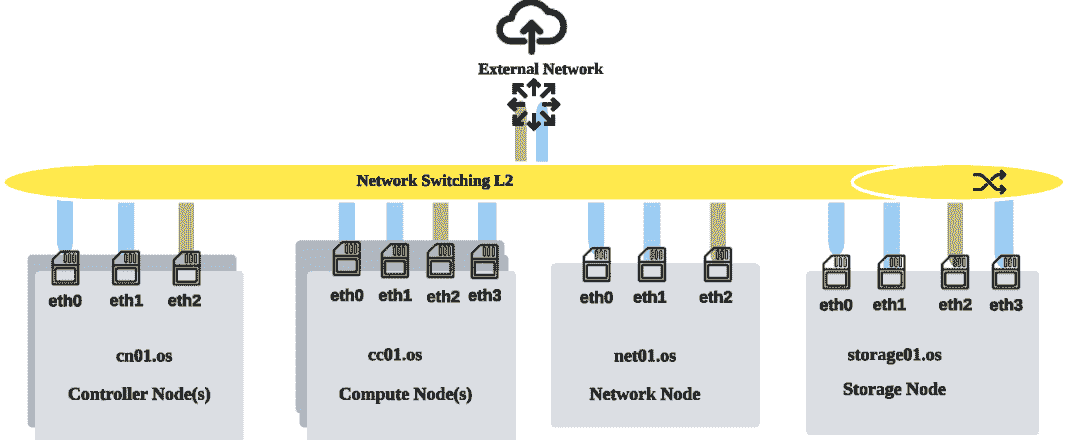 External Network
Network Switching L2
eth0 eth1 eth2
eth0 eth1 eth2 eth3
eth0 eth1 eth2
eth0 eth1 eth2 eth3
cn01.os
Controller Node(s)
cc01.os
Compute Node(s)
net01.os
Network Node
storage01.os
Storage Node